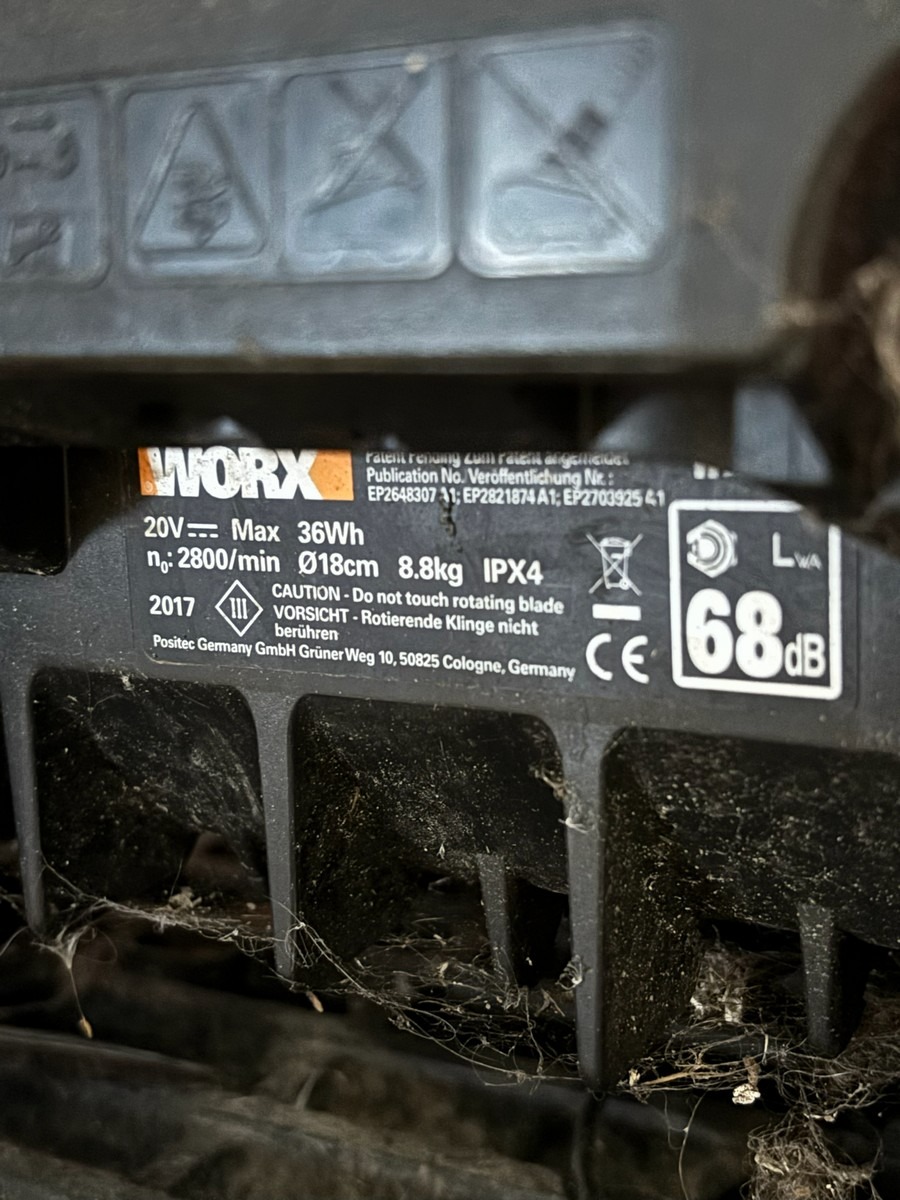 WORX
Patent Pending Zum Patent angemeldet
Publication No. Veröffentlichung Nr. :
EP2648307 A1; EP2821874 A1; EP2703925 A1
20V Max 36Wh
n₀: 2800/min Ø18cm 8.8kg IPX4
2017 III CAUTION - Do not touch rotating blade
VORSICHT - Rotierende Klinge nicht
berühren
Positec Germany GmbH Grüner Weg 10, 50825 Cologne, Germany
CE
LWA
68dB